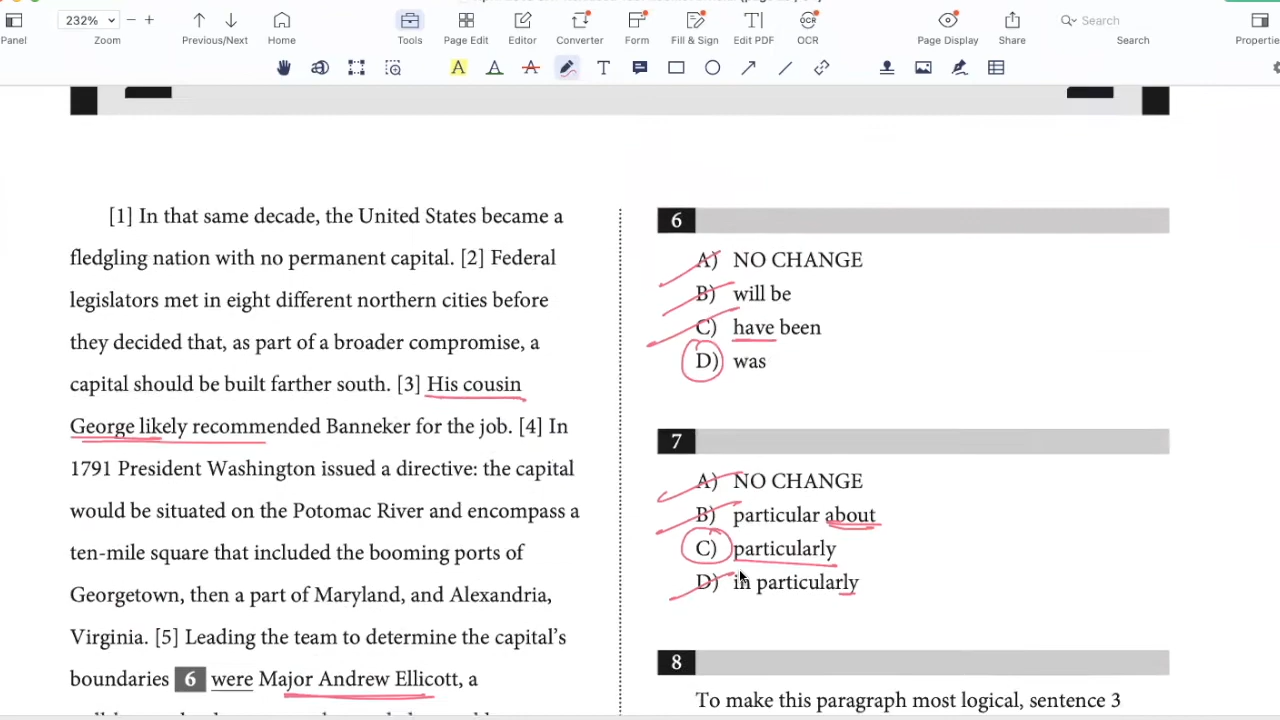 232%
Panel
Zoom
Previous/Next
Home
Tools
Page Edit
Editor
Converter
Form
Fill & Sign
Edit PDF
OCR
OCR
Page Display
Share
Search
Search
[1] In that same decade, the United States became a
fledgling nation with no permanent capital. [2] Federal
legislators met in eight different northern cities before
they decided that, as part of a broader compromise, a
capital should be built farther south. [3] His cousin
George likely recommended Banneker for the job. [4] In
1791 President Washington issued a directive: the capital
would be situated on the Potomac River and encompass a
ten-mile square that included the booming ports of
Georgetown, then a part of Maryland, and Alexandria,
Virginia. [5] Leading the team to determine the capital's
boundaries 6 were Major Andrew Ellicott, a
6
A) NO CHANGE
B) will be
C) have been
D) was
7
A) NO CHANGE
B) particular about
C) particularly
D) in particularly
8
To make this paragraph most logical, sentence 3